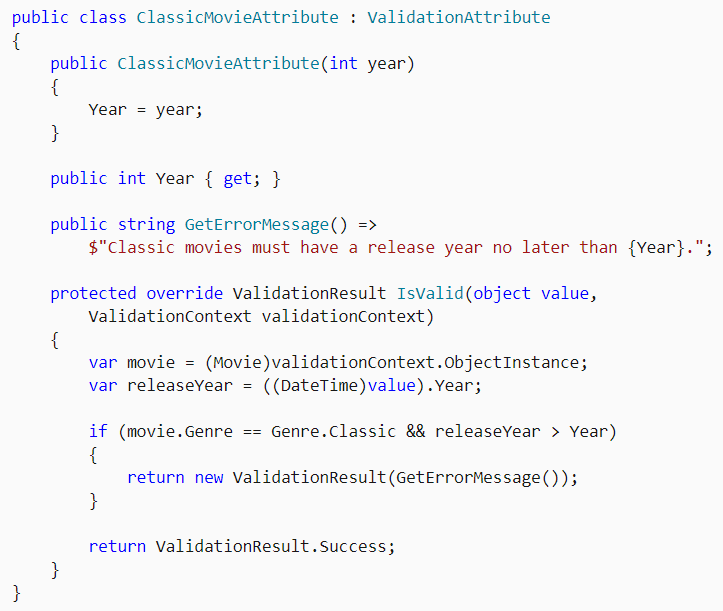 public class ClassicMovieAttribute : ValidationAttribute
{
    public ClassicMovieAttribute(int year)
    {
        Year = year;
    }

    public int Year { get; }

    public string GetErrorMessage() =>
        $"Classic movies must have a release year no later than {Year}.";

    protected override ValidationResult IsValid(object value,
        ValidationContext validationContext)
    {
        var movie = (Movie)validationContext.ObjectInstance;
        var releaseYear = ((DateTime)value).Year;

        if (movie.Genre == Genre.Classic && releaseYear > Year)
        {
            return new ValidationResult(GetErrorMessage());
        }

        return ValidationResult.Success;
    }
}